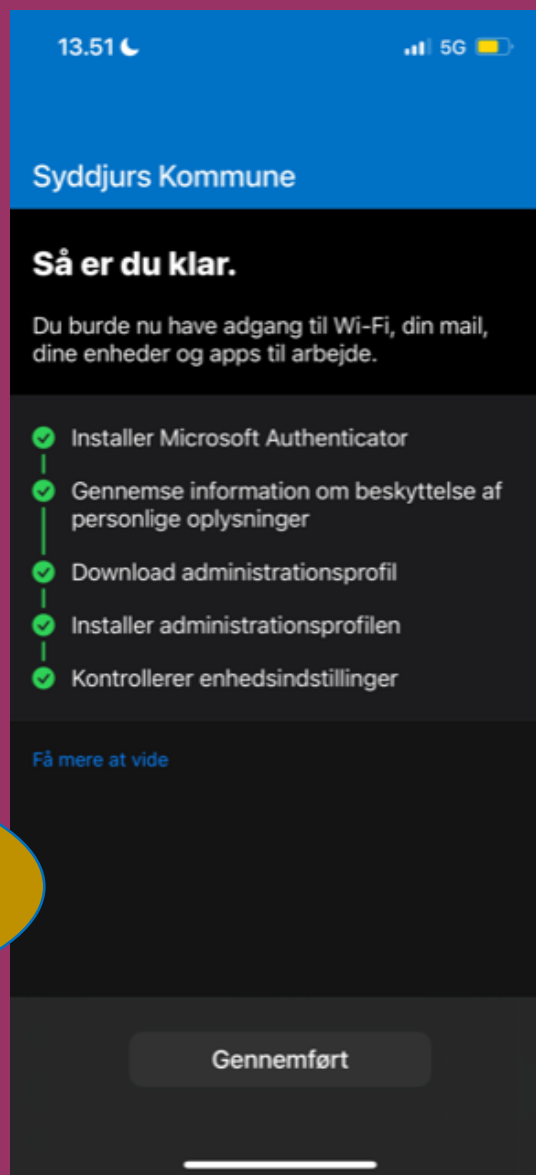 13.51
5G
Syddjurs Kommune
Så er du klar.
Du burde nu have adgang til Wi-Fi, din mail,
dine enheder og apps til arbejde.
Installer Microsoft Authenticator
Gennemse information om beskyttelse af
personlige oplysninger
Download administrationsprofil
Installer administrationsprofilen
Kontrollerer enhedsindstillinger
Få mere at vide
Gennemført